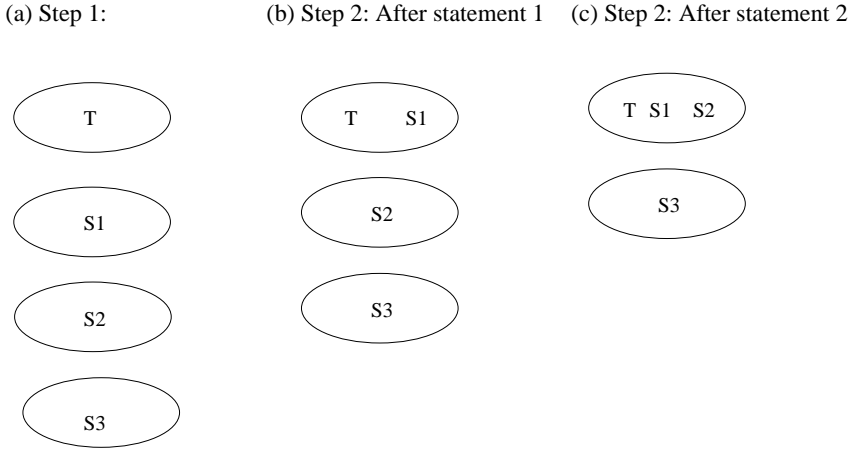 (a) Step 1:
T
S1
S2
S3
(b) Step 2: After statement 1
T S1
S2
S3
(c) Step 2: After statement 2
T S1 S2
S3